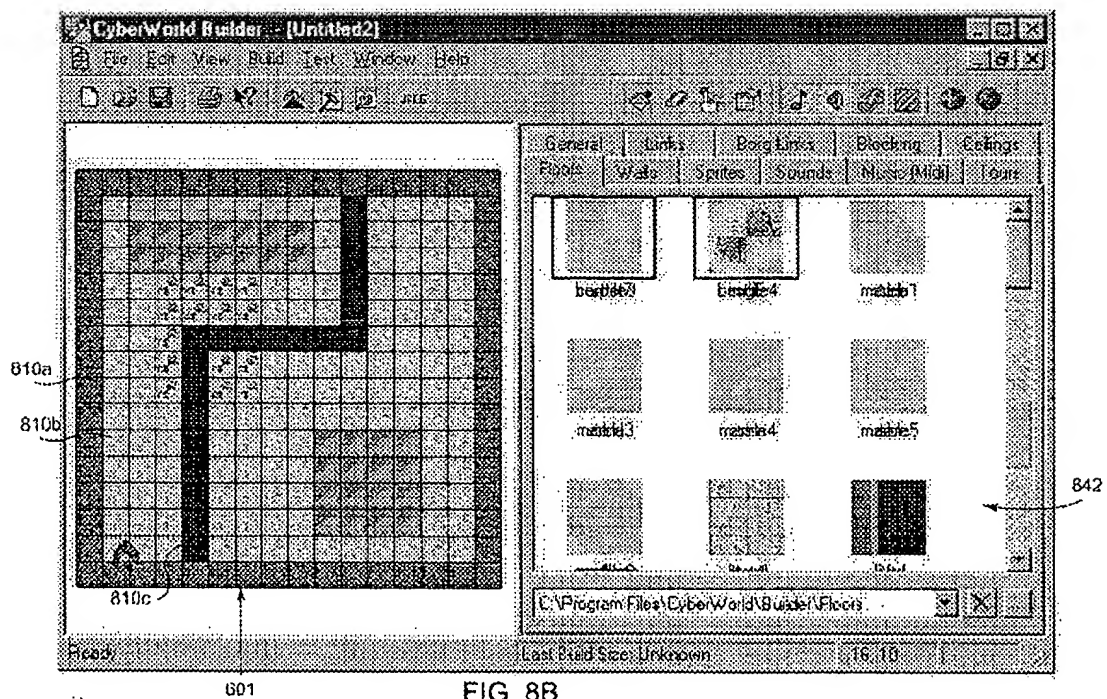 CyberWorld Builder - [Untitled2]
File Edit View Build Test Window Help
General Links Borg Links Blocking Ceilings
Floors Walls Sprites Sounds Music (Midi) Tours
marble1
810a
marble3 marble4 marble5
810b
842
810c
C:\Program Files\CyberWorld\Builder\Floors
Ready Last Build Size: Unknown 16,10
601
FIG. 8B